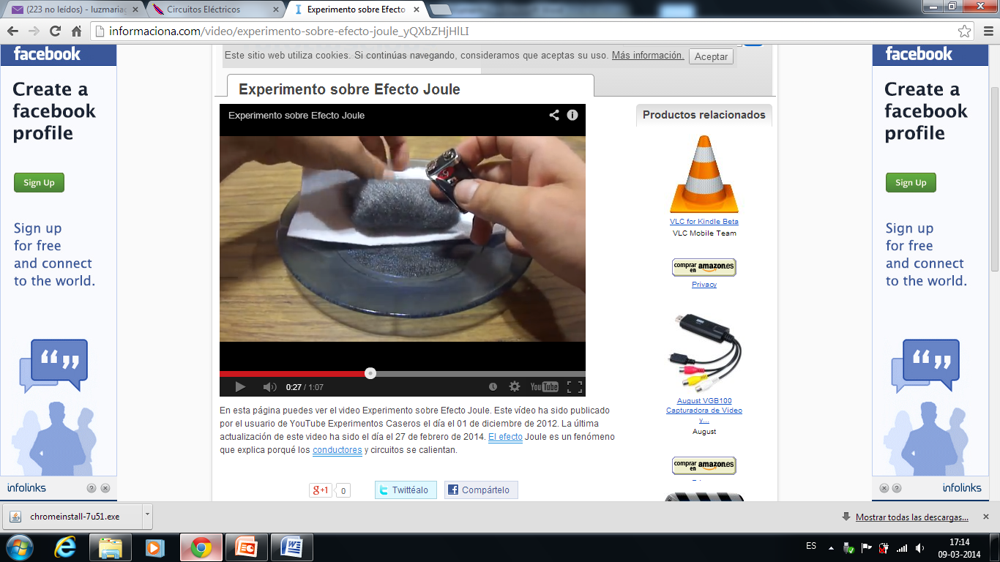 (223 no leídos) - luzmariag
Circuitos Eléctricos
Experimento sobre Efecto
informaciona.com/video/experimento-sobre-efecto-joule_yQXbZHjHlLI
facebook
Create a
facebook
profile
Sign Up
Sign up
for free
and connect
to the world.
infolinks
Este sitio web utiliza cookies. Si continuas navegando, consideramos que aceptas su uso. Más información. Aceptar
Experimento sobre Efecto Joule
Experimento sobre Efecto Joule
0:27 / 1:07
YouTube
En esta página puedes ver el video Experimento sobre Efecto Joule. Este vídeo ha sido publicado
por el usuario de YouTube Experimentos Caseros el día el 01 de diciembre de 2012. La última
actualización de este video ha sido el día el 27 de febrero de 2014. El efecto Joule es un fenómeno
que explica porqué los conductores y circuitos se calientan.
g+1 0 Twittéalo Compártelo
Productos relacionados
VLC for Kindle Beta
VLC Mobile Team
comprar
en amazon.es
Privacy
August VGB100
Capturadora de Video
y...
August
comprar
en amazon.es
facebook
Create a
facebook
profile
Sign Up
Sign up
for free
and connect
to the world.
infolinks
chromeinstall-7u51.exe
Mostrar todas las descargas...
ES
17:14
09-03-2014